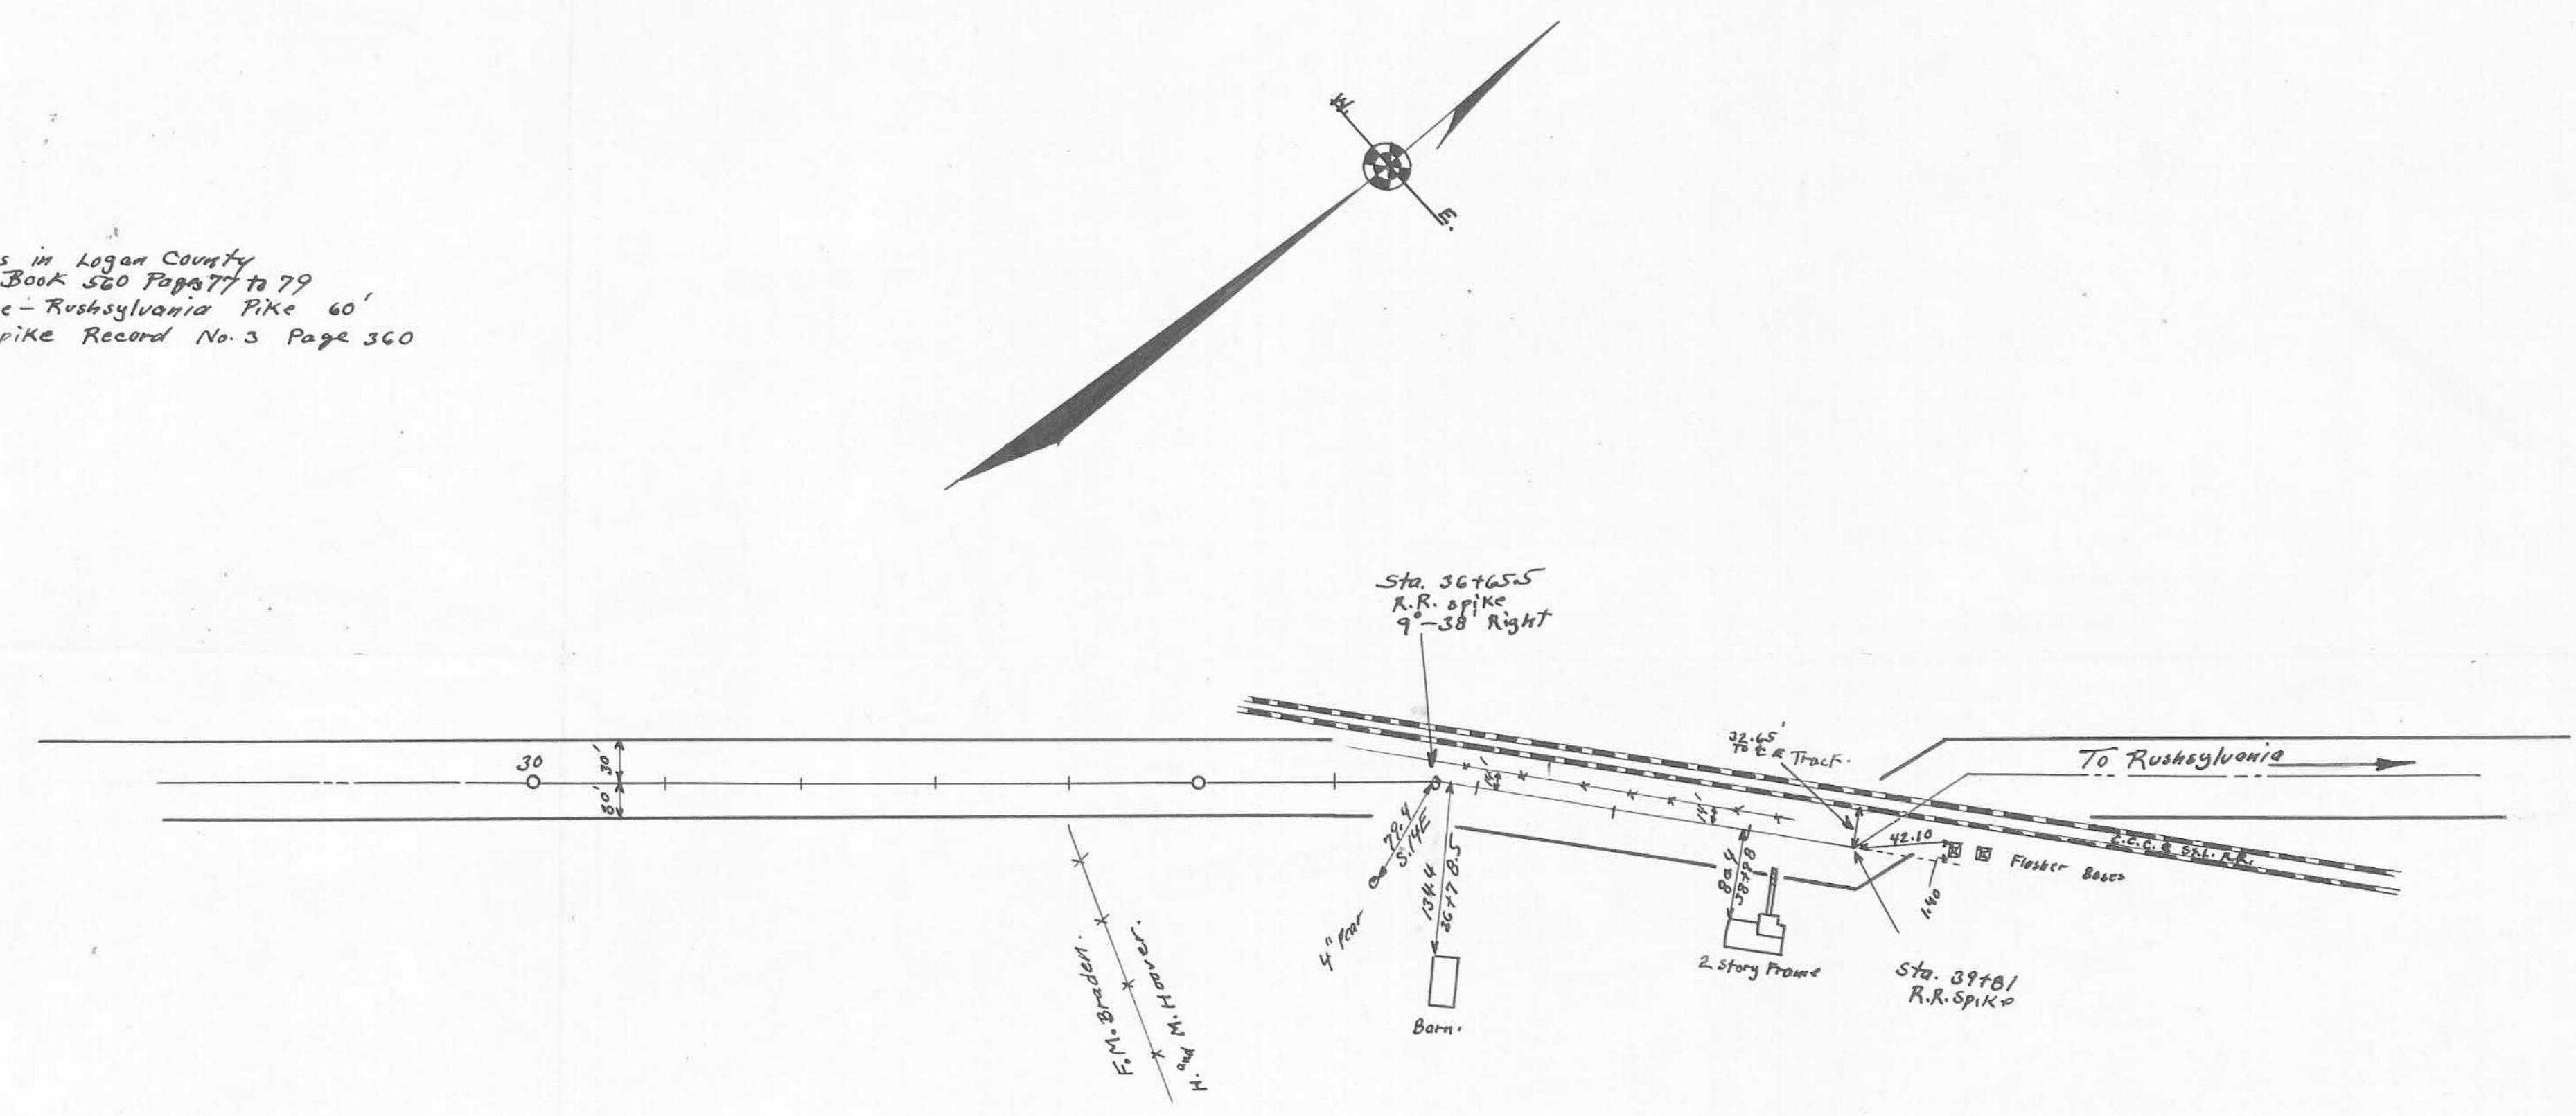 W.
E.
s in Logan County
Book 560 Pages 77 to 79
e - Rushsylvania Pike 60'
pike Record No. 3 Page 360
Sta. 36+65.5
R.R. spike
9°-38' Right
30
30'
30'
32.65'
To Track.
To Rushsylvania
14'
14'
79.4
S.14E
4" Pear
134.4
36+78.5
Barn.
80.4
38+98
2 Story Frame
42.10
1.40
Flasher Bases
C.C.C. & St.L. R.R.
Sta. 39+81
R.R. Spike
F.M. Braden.
H. and M. Hoover.